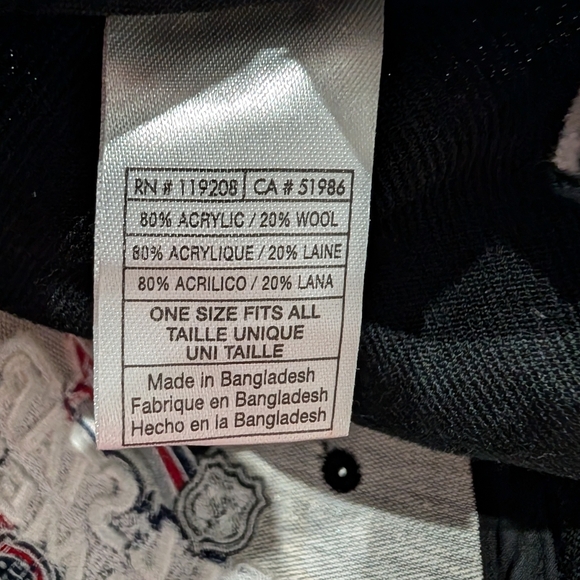 RN # 119208 CA # 51986
80% ACRYLIC / 20% WOOL
80% ACRYLIQUE / 20% LAINE
80% ACRILICO / 20% LANA
ONE SIZE FITS ALL
TAILLE UNIQUE
UNI TAILLE
Made in Bangladesh
Fabrique en Bangladesh
Hecho en la Bangladesh